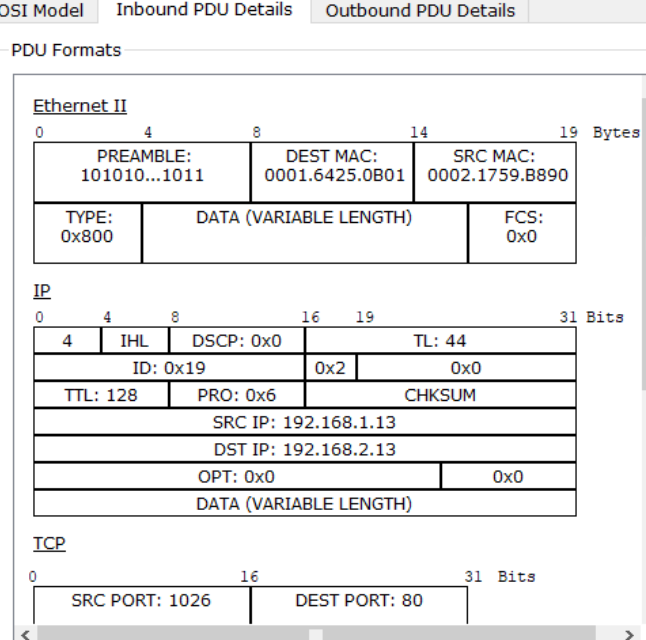 OSI Model Inbound PDU Details Outbound PDU Details
PDU Formats
Ethernet II
0 4 8 14 19 Bytes
PREAMBLE: DEST MAC: SRC MAC:
101010...1011 0001.6425.0B01 0002.1759.B890
TYPE: DATA (VARIABLE LENGTH) FCS:
0x800 0x0
IP
0 4 8 16 19 31 Bits
4 IHL DSCP: 0x0 TL: 44
ID: 0x19 0x2 0x0
TTL: 128 PRO: 0x6 CHKSUM
SRC IP: 192.168.1.13
DST IP: 192.168.2.13
OPT: 0x0 0x0
DATA (VARIABLE LENGTH)
TCP
0 16 31 Bits
SRC PORT: 1026 DEST PORT: 80